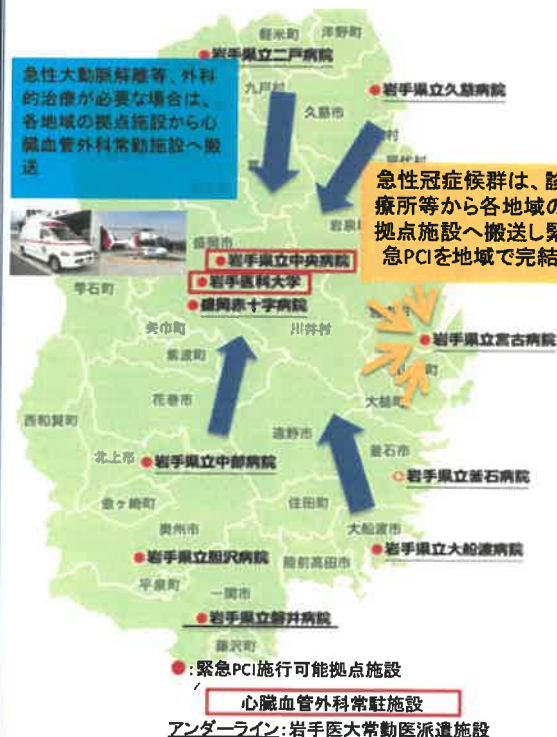 軽米町 洋野町
岩手県立二戸病院
急性大動脈解離等、外科
的治療が必要な場合は、
各地域の拠点施設から心
臓血管外科常勤施設へ搬
送
九戸村
岩手県立久慈病院
久慈市
村
急性冠症候群は、診
療所等から各地域の
拠点施設へ搬送し緊
急PCIを地域で完結
岩泉
盛岡市
岩手県立中央病院
岩手医科大学
雫石町
盛岡赤十字病院
矢巾町
川井村
岩手県立宮古病院
紫波町
花巻市
大槌町
西和賀町
遠野市
釜石市
北上市
岩手県立中部病院
岩手県立釜石病院
金ヶ崎町
住田町
奥州市
大船渡市
岩手県立胆沢病院
岩手県立大船渡病院
陸前高田市
平泉町
一関市
岩手県立磐井病院
藤沢町
:緊急PCI施行可能拠点施設
心臓血管外科常駐施設
アンダーライン:岩手医大常勤医派遣施設